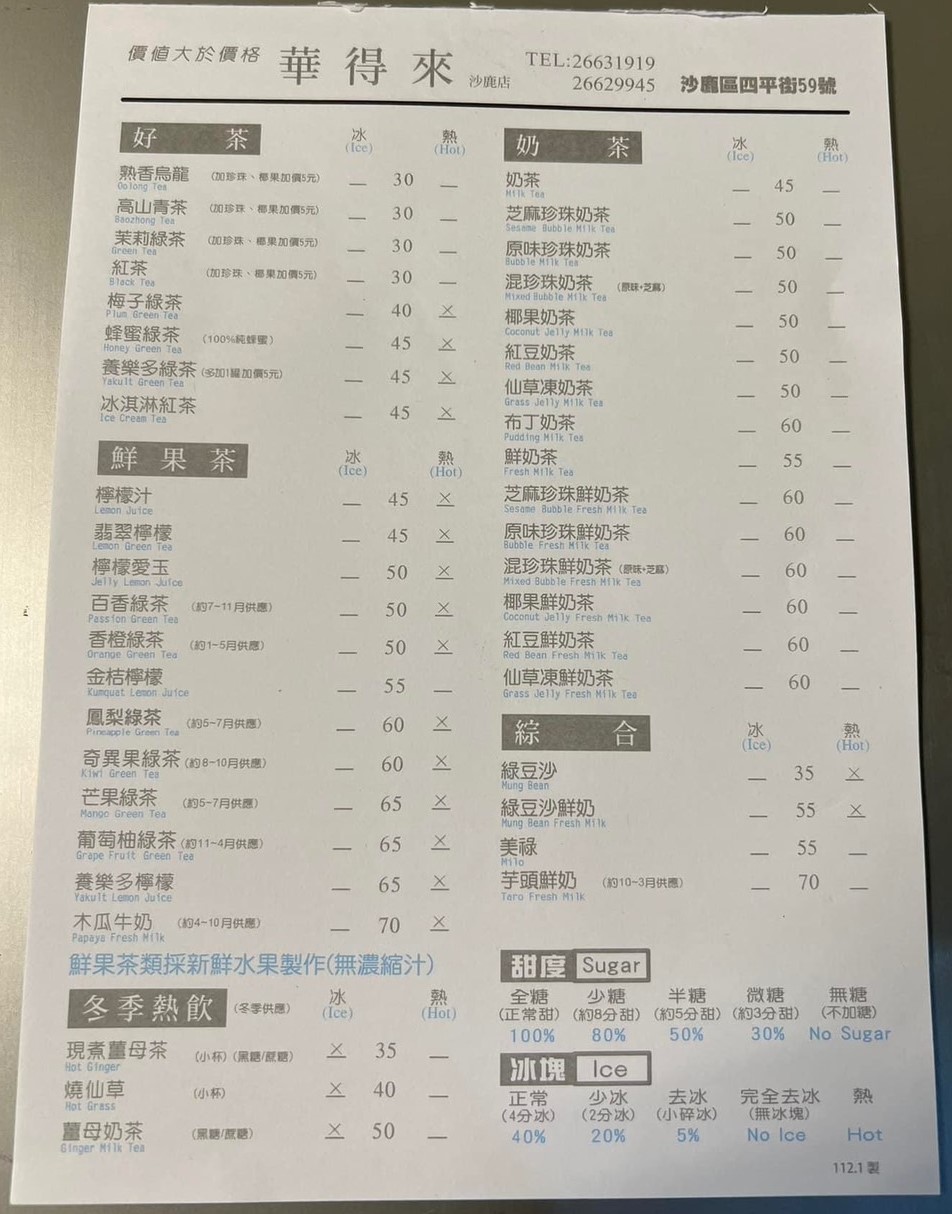 價值大於價格 華得來 沙鹿店 TEL:26631919
26629945 沙鹿區四平街59號
好茶 冰 (Ice) 熱 (Hot)
熟香烏龍 (加珍珠、椰果加價5元) 30
Oolong Tea
高山青茶 (加珍珠、椰果加價5元) 30
Baozhong Tea
茉莉綠茶 (加珍珠、椰果加價5元) 30
Green Tea
紅茶 (加珍珠、椰果加價5元) 30
Black Tea
梅子綠茶 40 ×
Plum Green Tea
蜂蜜綠茶 (100%純蜂蜜) 45 ×
Honey Green Tea
養樂多綠茶 (多加1罐加價5元) 45 ×
Yakult Green Tea
冰淇淋紅茶 45 ×
Ice Cream Tea
鮮果茶 冰 (Ice) 熱 (Hot)
檸檬汁 45 ×
Lemon Juice
翡翠檸檬 45 ×
Lemon Green Tea
檸檬愛玉 50 ×
Jelly Lemon Juice
百香綠茶 (約7-11月供應) 50 ×
Passion Green Tea
香橙綠茶 (約1-5月供應) 50 ×
Orange Green Tea
金桔檸檬 55
Kumquat Lemon Juice
鳳梨綠茶 (約5-7月供應) 60 ×
Pineapple Green Tea
奇異果綠茶 (約8-10月供應) 60 ×
Kiwi Green Tea
芒果綠茶 (約5-7月供應) 65 ×
Mango Green Tea
葡萄柚綠茶 (約11-4月供應) 65 ×
Grape Fruit Green Tea
養樂多檸檬 65 ×
Yakult Lemon Juice
木瓜牛奶 (約4-10月供應) 70 ×
Papaya Fresh Milk
鮮果茶類採新鮮水果製作(無濃縮汁)
冬季熱飲 (冬季供應) 冰 (Ice) 熱 (Hot)
現煮薑母茶 (小杯) (黑糖/蔗糖) × 35
Hot Ginger
燒仙草 (小杯) × 40
Hot Grass
薑母奶茶 (黑糖/蔗糖) × 50
Ginger Milk Tea
奶茶 冰 (Ice) 熱 (Hot)
奶茶 45
Milk Tea
芝麻珍珠奶茶 50
Sesame Bubble Milk Tea
原味珍珠奶茶 50
Bubble Milk Tea
混珍珠奶茶 (原味+芝麻) 50
Mixed Bubble Milk Tea
椰果奶茶 50
Coconut Jelly Milk Tea
紅豆奶茶 50
Red Bean Milk Tea
仙草凍奶茶 50
Grass Jelly Milk Tea
布丁奶茶 60
Pudding Milk Tea
鮮奶茶 55
Fresh Milk Tea
芝麻珍珠鮮奶茶 60
Sesame Bubble Fresh Milk Tea
原味珍珠鮮奶茶 60
Bubble Fresh Milk Tea
混珍珠鮮奶茶 (原味+芝麻) 60
Mixed Bubble Fresh Milk Tea
椰果鮮奶茶 60
Coconut Jelly Fresh Milk Tea
紅豆鮮奶茶 60
Red Bean Fresh Milk Tea
仙草凍鮮奶茶 60
Grass Jelly Fresh Milk Tea
綜合 冰 (Ice) 熱 (Hot)
綠豆沙 35 ×
Mung Bean
綠豆沙鮮奶 55 ×
Mung Bean Fresh Milk
美祿 55
Milo
芋頭鮮奶 (約10-3月供應) 70
Taro Fresh Milk
甜度 Sugar
全糖 少糖 半糖 微糖 無糖
(正常甜) (約8分甜) (約5分甜) (約3分甜) (不加糖)
100% 80% 50% 30% No Sugar
冰塊 Ice
正常 少冰 去冰 完全去冰 熱
(4分冰) (2分冰) (小碎冰) (無冰塊)
40% 20% 5% No Ice Hot
112.1製